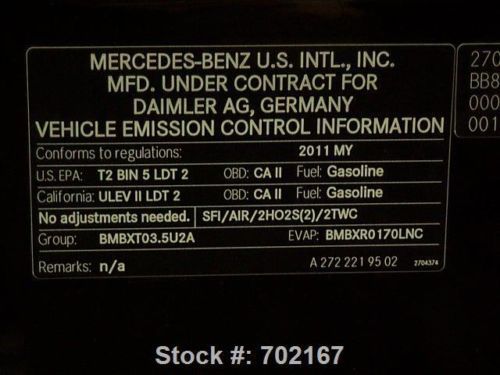 MERCEDES-BENZ U.S. INTL., INC.
MFD. UNDER CONTRACT FOR
DAIMLER AG, GERMANY
VEHICLE EMISSION CONTROL INFORMATION
Conforms to regulations: 2011 MY
U.S. EPA: T2 BIN 5 LDT 2 OBD: CA II Fuel: Gasoline
California: ULEV II LDT 2 OBD: CA II Fuel: Gasoline
No adjustments needed. SFI/AIR/2HO2S(2)/2TWC
Group: BMBXT03.5U2A EVAP: BMBXR0170LNC
Remarks: n/a A 272 221 95 02 2704374
270
BB8
000
001
Stock #: 702167